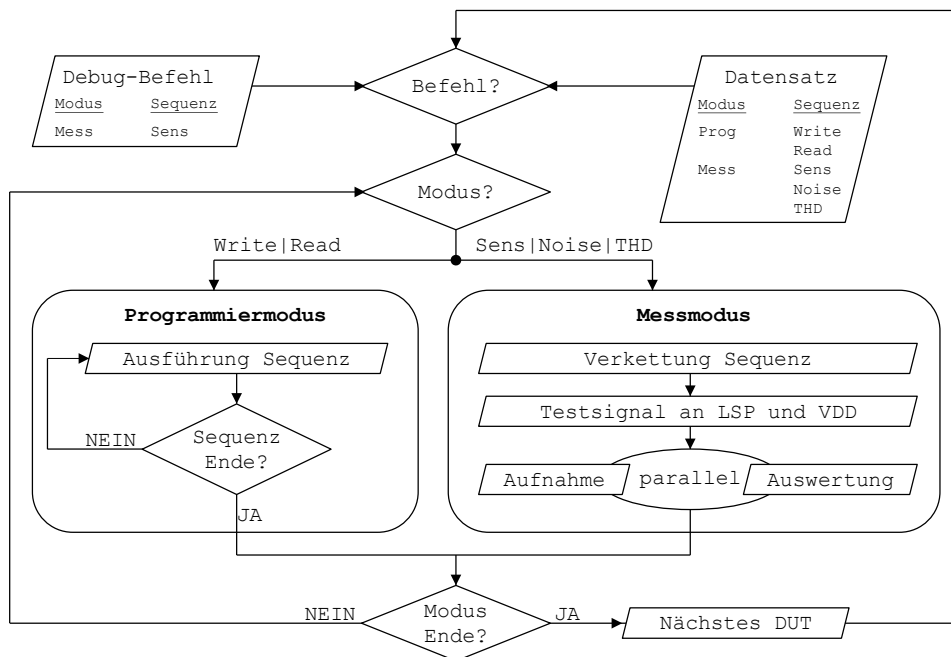 Debug-Befehl
Modus Sequenz
Mess Sens
Befehl?
Datensatz
Modus Sequenz
Prog Write
Read
Mess Sens
Noise
THD
Modus?
Write|Read
Sens|Noise|THD
Programmiermodus
Ausführung Sequenz
NEIN
Sequenz
Ende?
JA
Messmodus
Verkettung Sequenz
Testsignal an LSP und VDD
Aufnahme parallel Auswertung
NEIN
Modus
Ende?
JA
Nächstes DUT